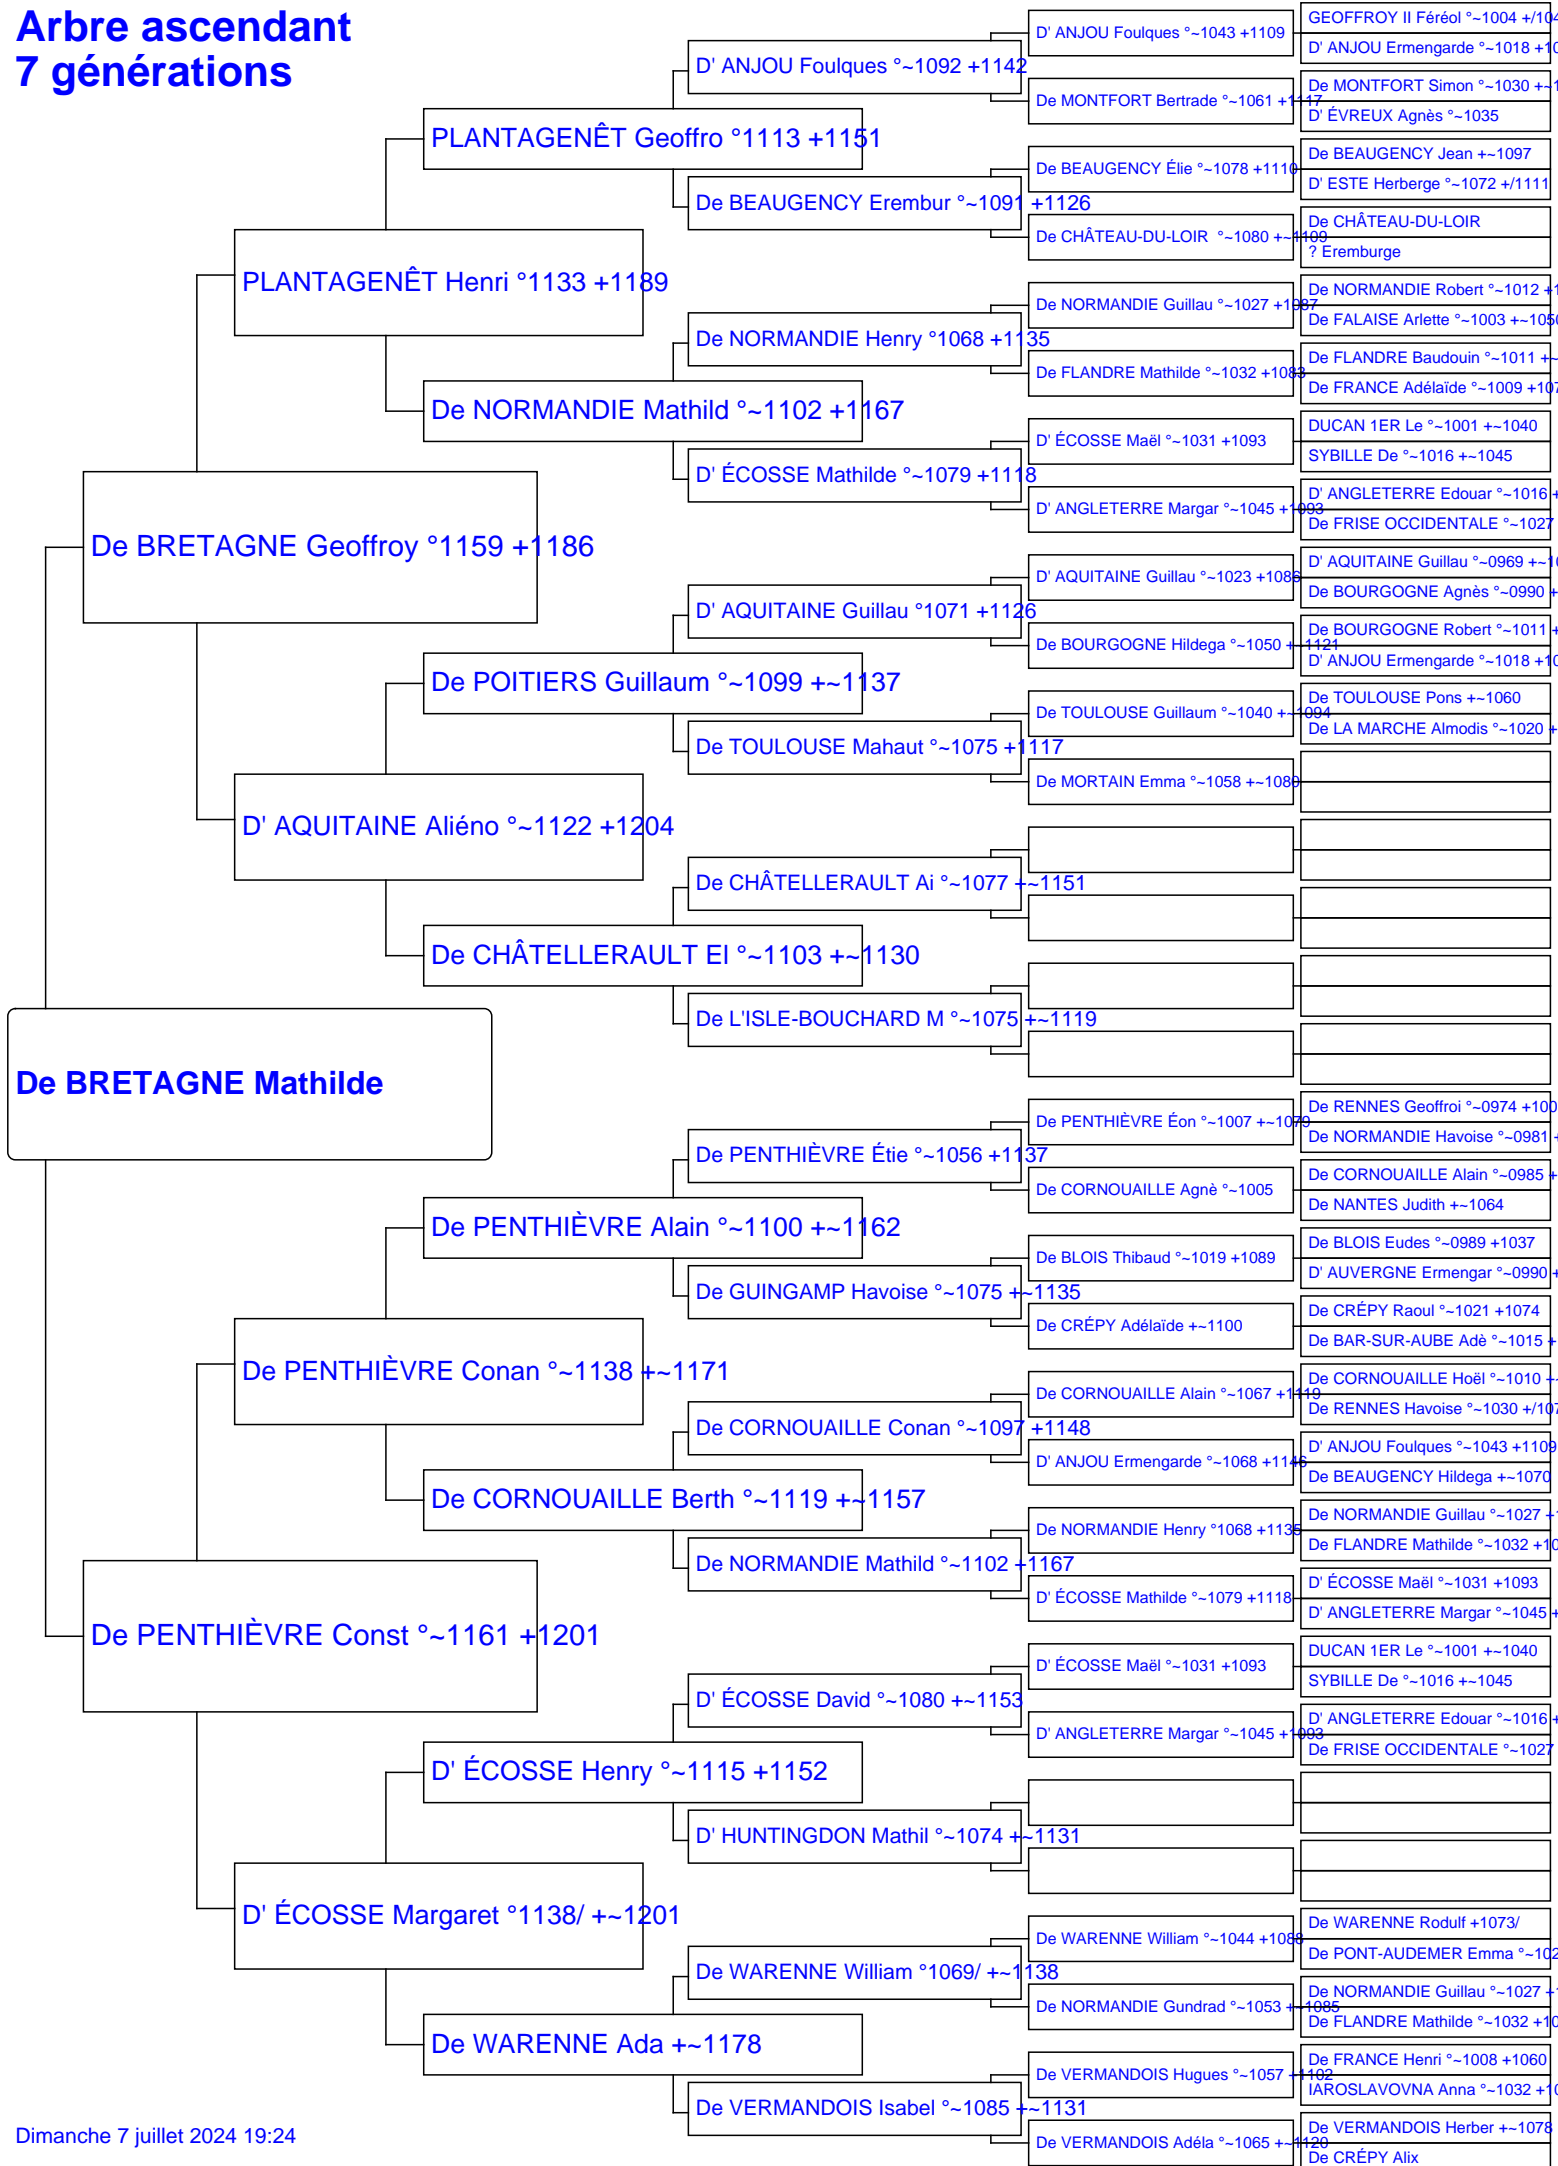 Arbre ascendant
7 générations
De BRETAGNE Mathilde
De BRETAGNE Geoffroy °1159 +1186
De PENTHIÈVRE Const °~1161 +1201
PLANTAGENÊT Henri °1133 +1189
D' AQUITAINE Aliéno °~1122 +1204
De PENTHIÈVRE Conan °~1138 +~1171
D' ÉCOSSE Margaret °1138/ +~1201
PLANTAGENÊT Geoffro °1113 +1151
De NORMANDIE Mathild °~1102 +1167
De POITIERS Guillaum °~1099 +~1137
De CHÂTELLERAULT El °~1103 +~1130
De PENTHIÈVRE Alain °~1100 +~1162
De CORNOUAILLE Berth °~1119 +~1157
D' ÉCOSSE Henry °~1115 +1152
De WARENNE Ada +~1178
D' ANJOU Foulques °~1092 +1142
De BEAUGENCY Erembur °~1091 +1126
De NORMANDIE Henry °1068 +1135
D' ÉCOSSE Mathilde °~1079 +1118
D' AQUITAINE Guillau °1071 +1126
De TOULOUSE Mahaut °~1075 +1117
De CHÂTELLERAULT Ai °~1077 +~1151
De L'ISLE-BOUCHARD M °~1075 +~1119
De PENTHIÈVRE Étie °~1056 +1137
De GUINGAMP Havoise °~1075 +~1135
De CORNOUAILLE Conan °~1097 +1148
De NORMANDIE Mathild °~1102 +1167
D' ÉCOSSE David °~1080 +~1153
D' HUNTINGDON Mathil °~1074 +~1131
De WARENNE William °1069/ +~1138
De VERMANDOIS Isabel °~1085 +~1131
D' ANJOU Foulques °~1043 +1109
De MONTFORT Bertrade °~1061 +1117
De BEAUGENCY Élie °~1078 +1110
De CHÂTEAU-DU-LOIR °~1080 +~1109
De NORMANDIE Guillau °~1027 +1087
De FLANDRE Mathilde °~1032 +1083
D' ÉCOSSE Maël °~1031 +1093
D' ANGLETERRE Margar °~1045 +1093
D' AQUITAINE Guillau °~1023 +1086
De BOURGOGNE Hildega °~1050 +~1121
De TOULOUSE Guillaum °~1040 +~1094
De MORTAIN Emma °~1058 +~1080
De PENTHIÈVRE Éon °~1007 +~1079
De CORNOUAILLE Agnè °~1005
De BLOIS Thibaud °~1019 +1089
De CRÉPY Adélaïde +~1100
De CORNOUAILLE Alain °~1067 +1119
D' ANJOU Ermengarde °~1068 +1146
De NORMANDIE Henry °1068 +1135
D' ÉCOSSE Mathilde °~1079 +1118
D' ÉCOSSE Maël °~1031 +1093
D' ANGLETERRE Margar °~1045 +1093
De WARENNE William °~1044 +1088
De NORMANDIE Gundrad °~1053 +~1085
De VERMANDOIS Hugues °~1057 +1102
De VERMANDOIS Adéla °~1065 +~1120
GEOFFROY II Féréol °~1004 +/104
D' ANJOU Ermengarde °~1018 +10
De MONTFORT Simon °~1030 +~1
D' ÉVREUX Agnès °~1035
De BEAUGENCY Jean +~1097
D' ESTE Herberge °~1072 +/1111
De CHÂTEAU-DU-LOIR
? Eremburge
De NORMANDIE Robert °~1012 +1
De FALAISE Arlette °~1003 +~1050
De FLANDRE Baudouin °~1011 +~
De FRANCE Adélaïde °~1009 +107
DUCAN 1ER Le °~1001 +~1040
SYBILLE De °~1016 +~1045
D' ANGLETERRE Edouar °~1016 +
De FRISE OCCIDENTALE °~1027
D' AQUITAINE Guillau °~0969 +~10
De BOURGOGNE Agnès °~0990 +
De BOURGOGNE Robert °~1011 +
D' ANJOU Ermengarde °~1018 +10
De TOULOUSE Pons +~1060
De LA MARCHE Almodis °~1020 +
De RENNES Geoffroi °~0974 +100
De NORMANDIE Havoise °~0981 +
De CORNOUAILLE Alain °~0985 +
De NANTES Judith +~1064
De BLOIS Eudes °~0989 +1037
D' AUVERGNE Ermengar °~0990 +
De CRÉPY Raoul °~1021 +1074
De BAR-SUR-AUBE Adè °~1015 +
De CORNOUAILLE Hoël °~1010 +~
De RENNES Havoise °~1030 +/107
D' ANJOU Foulques °~1043 +1109
De BEAUGENCY Hildega +~1070
De NORMANDIE Guillau °~1027 +1
De FLANDRE Mathilde °~1032 +10
D' ÉCOSSE Maël °~1031 +1093
D' ANGLETERRE Margar °~1045 +
DUCAN 1ER Le °~1001 +~1040
SYBILLE De °~1016 +~1045
D' ANGLETERRE Edouar °~1016 +
De FRISE OCCIDENTALE °~1027
De WARENNE Rodulf +1073/
De PONT-AUDEMER Emma °~102
De NORMANDIE Guillau °~1027 +1
De FLANDRE Mathilde °~1032 +10
De FRANCE Henri °~1008 +1060
IAROSLAVOVNA Anna °~1032 +10
De VERMANDOIS Herber +~1078
De CRÉPY Alix
Dimanche 7 juillet 2024 19:24